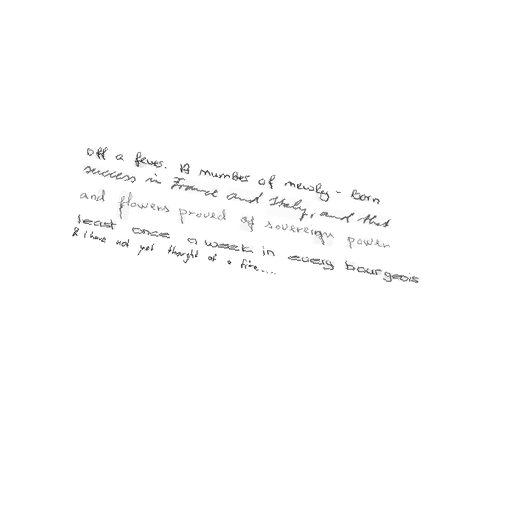 off a fever. A number of newly - born
success in France and Italy, and that
and flowers proved of sovereign power
least once a week in every bourgeois
& I have not yet thought of a fire....